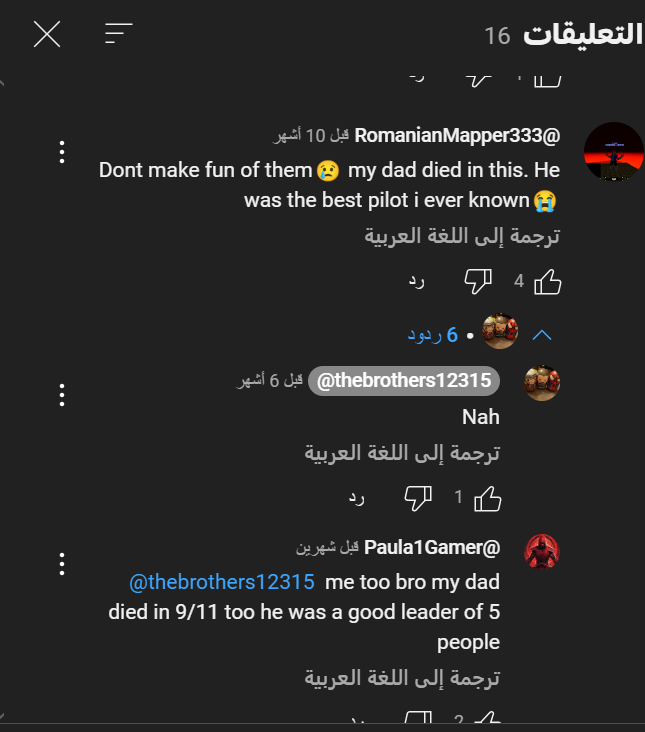 التعليقات 16
رد 1
@RomanianMapper333 قبل 10 أشهر
Dont make fun of them😢 my dad died in this. He
was the best pilot i ever known😭
ترجمة إلى اللغة العربية
4 رد
6 ردود
@thebrothers12315 قبل 6 أشهر
Nah
ترجمة إلى اللغة العربية
1 رد
@Paula1Gamer قبل شهرين
@thebrothers12315 me too bro my dad
died in 9/11 too he was a good leader of 5
people
ترجمة إلى اللغة العربية
2 رد